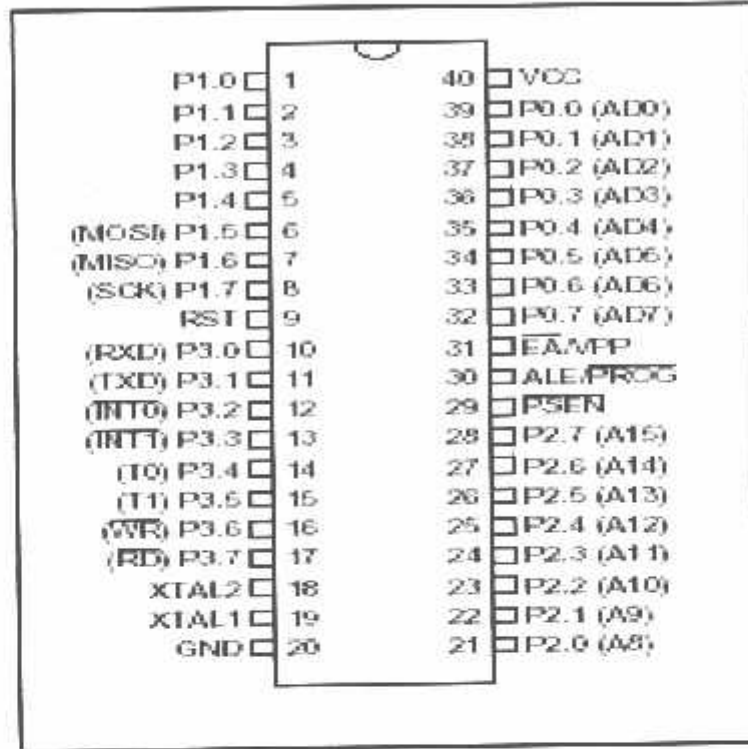 P1.0 1 40 VCC
P1.1 2 39 P0.0 (AD0)
P1.2 3 38 P0.1 (AD1)
P1.3 4 37 P0.2 (AD2)
P1.4 5 36 P0.3 (AD3)
(MOSI) P1.5 6 35 P0.4 (AD4)
(MISO) P1.6 7 34 P0.5 (AD5)
(SCK) P1.7 8 33 P0.6 (AD6)
RST 9 32 P0.7 (AD7)
(RXD) P3.0 10 31 E̅A̅/VPP
(TXD) P3.1 11 30 ALE/P̅R̅O̅G̅
(I̅N̅T̅0̅) P3.2 12 29 P̅S̅E̅N̅
(I̅N̅T̅1̅) P3.3 13 28 P2.7 (A15)
(T0) P3.4 14 27 P2.6 (A14)
(T1) P3.5 15 26 P2.5 (A13)
(W̅R̅) P3.6 16 25 P2.4 (A12)
(R̅D̅) P3.7 17 24 P2.3 (A11)
XTAL2 18 23 P2.2 (A10)
XTAL1 19 22 P2.1 (A9)
GND 20 21 P2.0 (A8)